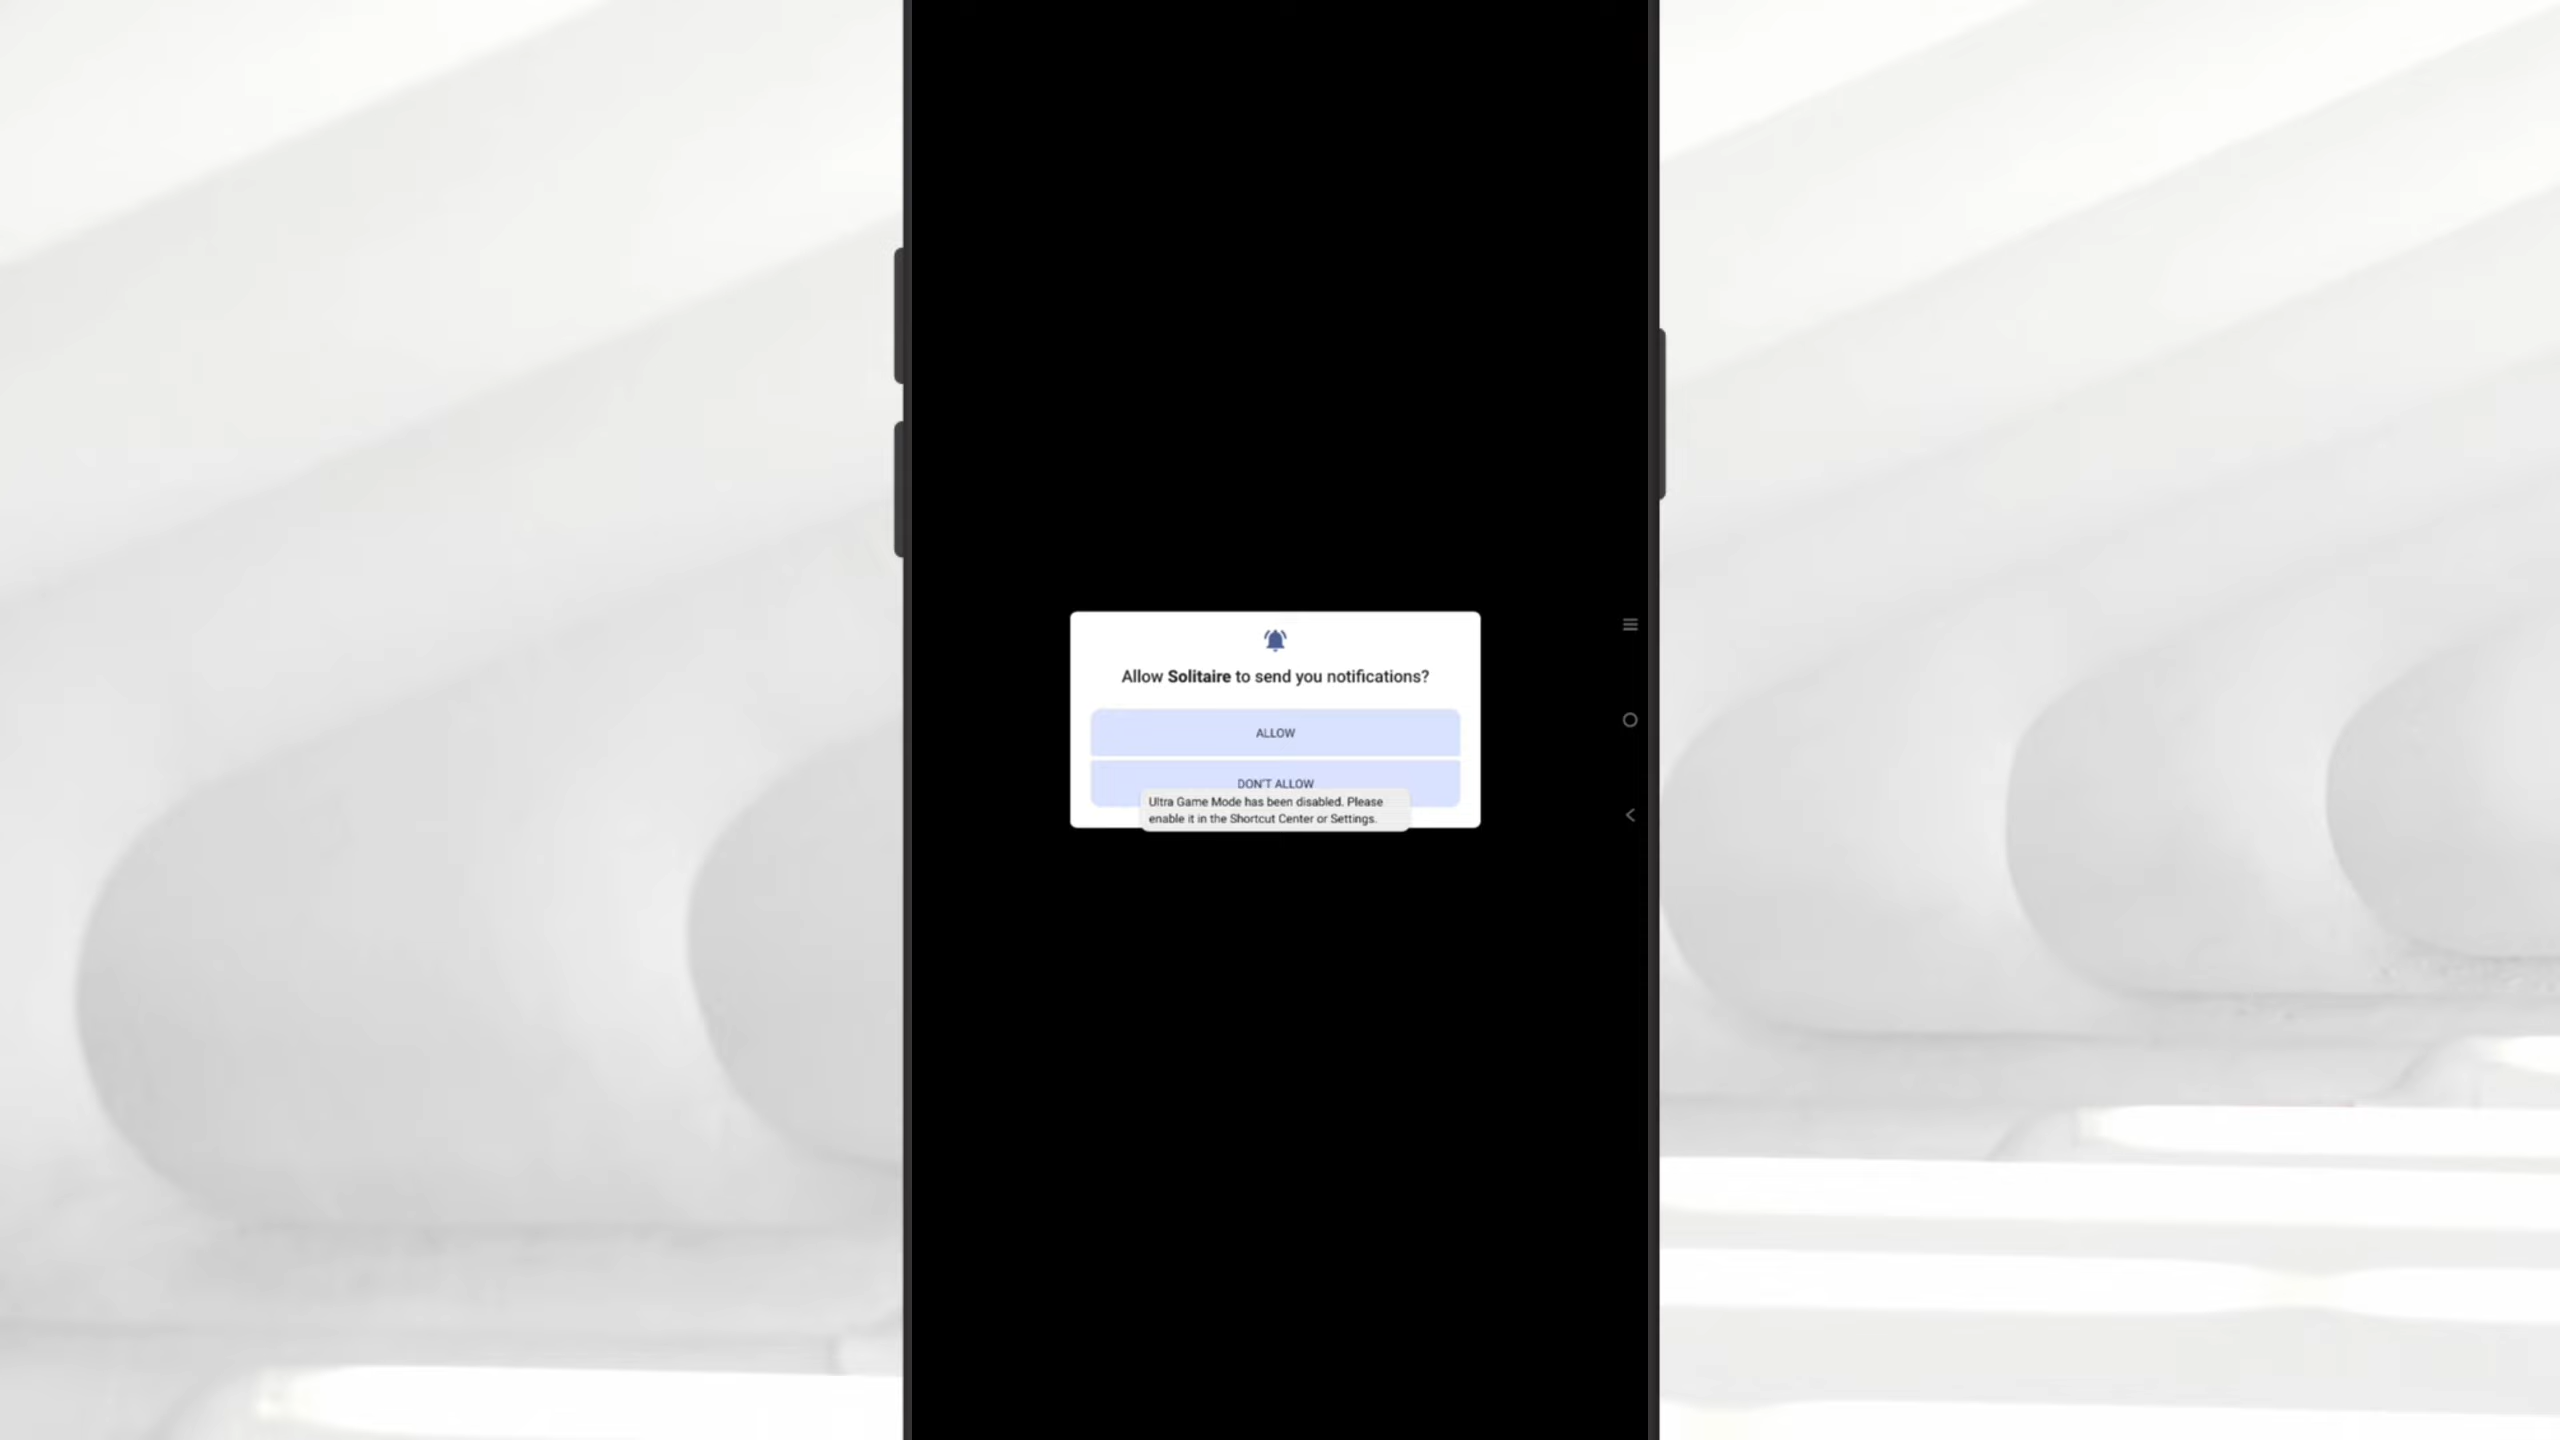 Allow Solitaire to send you notifications?
ALLOW
DON'T ALLOW
Ultra Game Mode has been disabled. Please
enable it in the Shortcut Center or Settings.